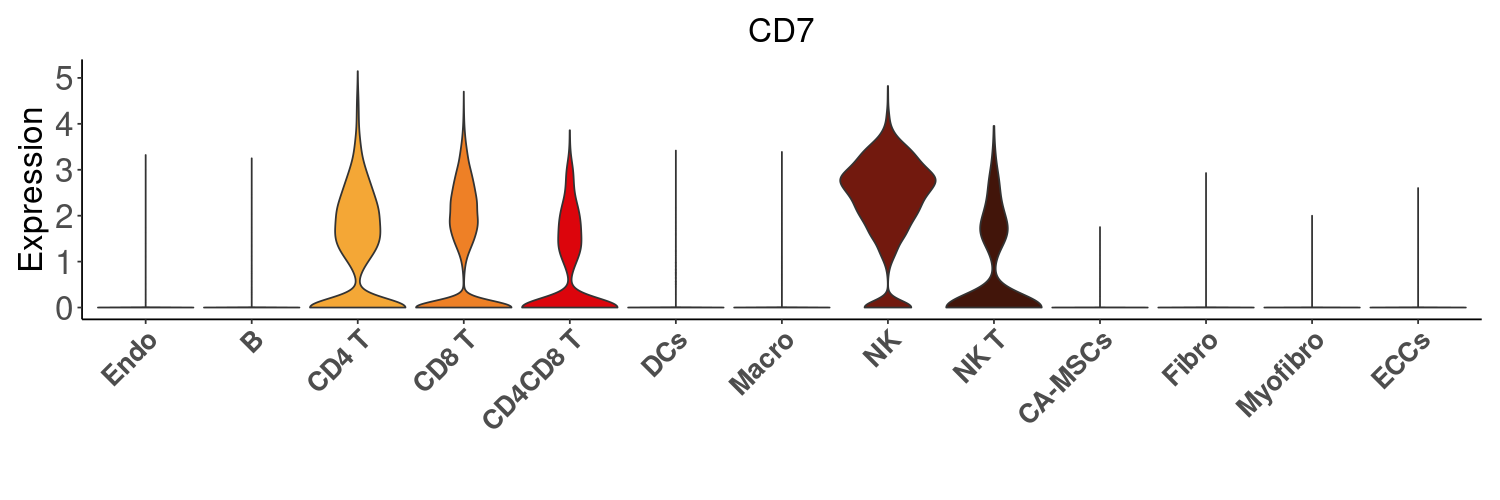 CD7
Expression
5
4
3
2
1
0
Endo
B
CD4 T
CD8 T
CD4CD8 T
DCs
Macro
NK
NK T
CA-MSCs
Fibro
Myofibro
ECCs